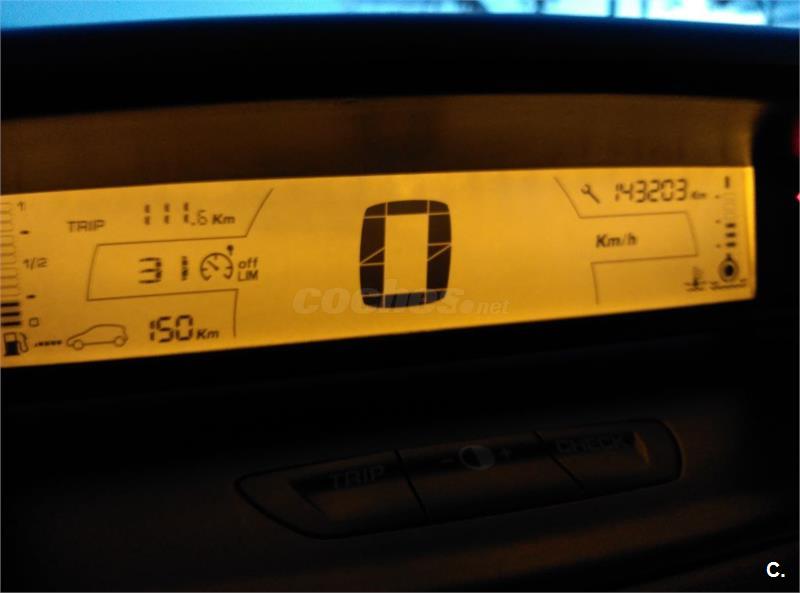 1
TRIP 111.6 Km
143203 Km
1/2
31 off
LIM
Km/h
0
150 Km
coches.net
TRIP - + CHECK
C.